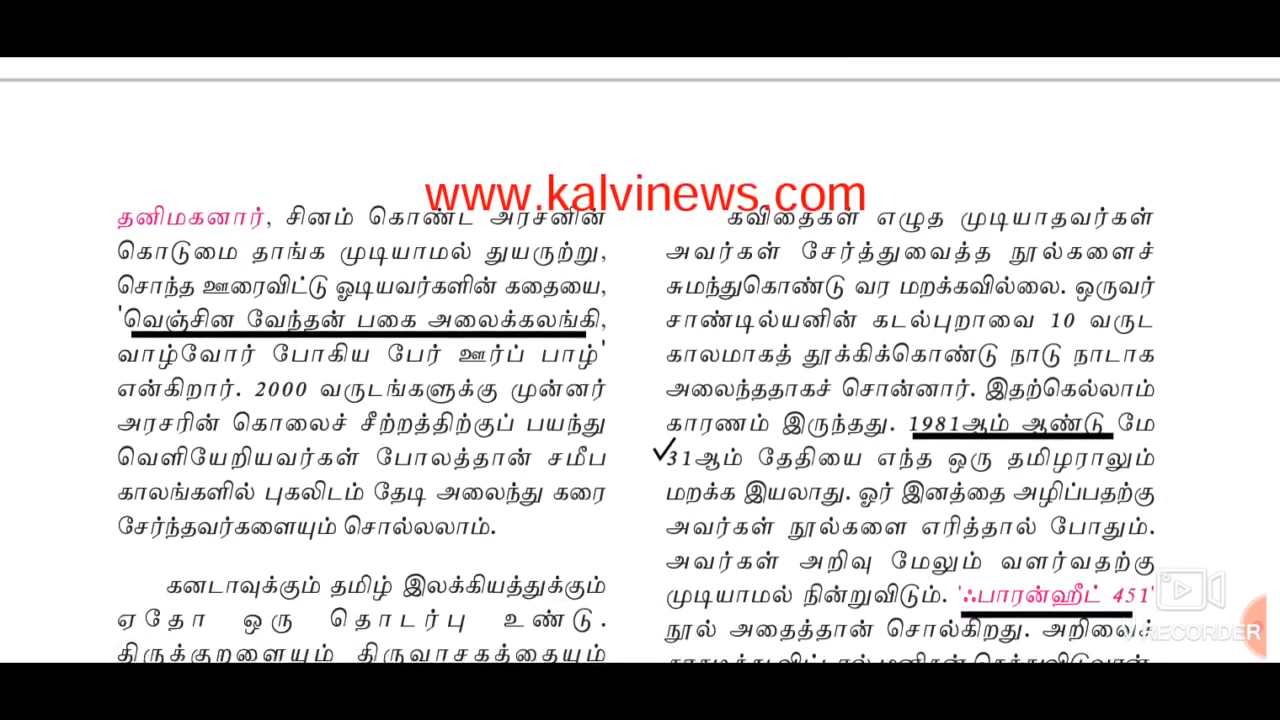 www.kalvinews.com
தனிமகனார், சினம் கொண்ட அரசனின்
கொடுமை தாங்க முடியாமல் துயருற்று,
சொந்த ஊரைவிட்டு ஓடியவர்களின் கதையை,
'வெஞ்சின வேந்தன் பகை அலைக்கலங்கி,
வாழ்வோர் போகிய பேர் ஊர்ப் பாழ்'
என்கிறார். 2000 வருடங்களுக்கு முன்னர்
அரசரின் கொலைச் சீற்றத்திற்குப் பயந்து
வெளியேறியவர்கள் போலத்தான் சமீப
காலங்களில் புகலிடம் தேடி அலைந்து கரை
சேர்ந்தவர்களையும் சொல்லலாம்.
கனடாவுக்கும் தமிழ் இலக்கியத்துக்கும்
ஏதோ ஒரு தொடர்பு உண்டு.
திருக்குறளையும் திருவாசகத்தையும்
கவிதைகள் எழுத முடியாதவர்கள்
அவர்கள் சேர்த்துவைத்த நூல்களைச்
சுமந்துகொண்டு வர மறக்கவில்லை. ஒருவர்
சாண்டில்யனின் கடல்புறாவை 10 வருட
காலமாகத் தூக்கிக்கொண்டு நாடு நாடாக
அலைந்ததாகச் சொன்னார். இதற்கெல்லாம்
காரணம் இருந்தது. 1981ஆம் ஆண்டு மே
31ஆம் தேதியை எந்த ஒரு தமிழராலும்
மறக்க இயலாது. ஓர் இனத்தை அழிப்பதற்கு
அவர்கள் நூல்களை எரித்தால் போதும்.
அவர்கள் அறிவு மேலும் வளர்வதற்கு
முடியாமல் நின்றுவிடும். 'ஃபாரன்ஹீட் 451'
நூல் அதைத்தான் சொல்கிறது. அறிவைச்
V RECORDER